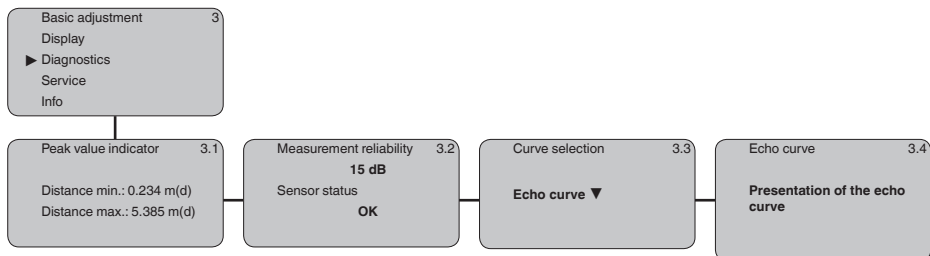 Basic adjustment 3
Display
▶ Diagnostics
Service
Info
Peak value indicator 3.1
Distance min.: 0.234 m(d)
Distance max.: 5.385 m(d)
Measurement reliability 3.2
15 dB
Sensor status
OK
Curve selection 3.3
Echo curve ▼
Echo curve 3.4
Presentation of the echo
curve